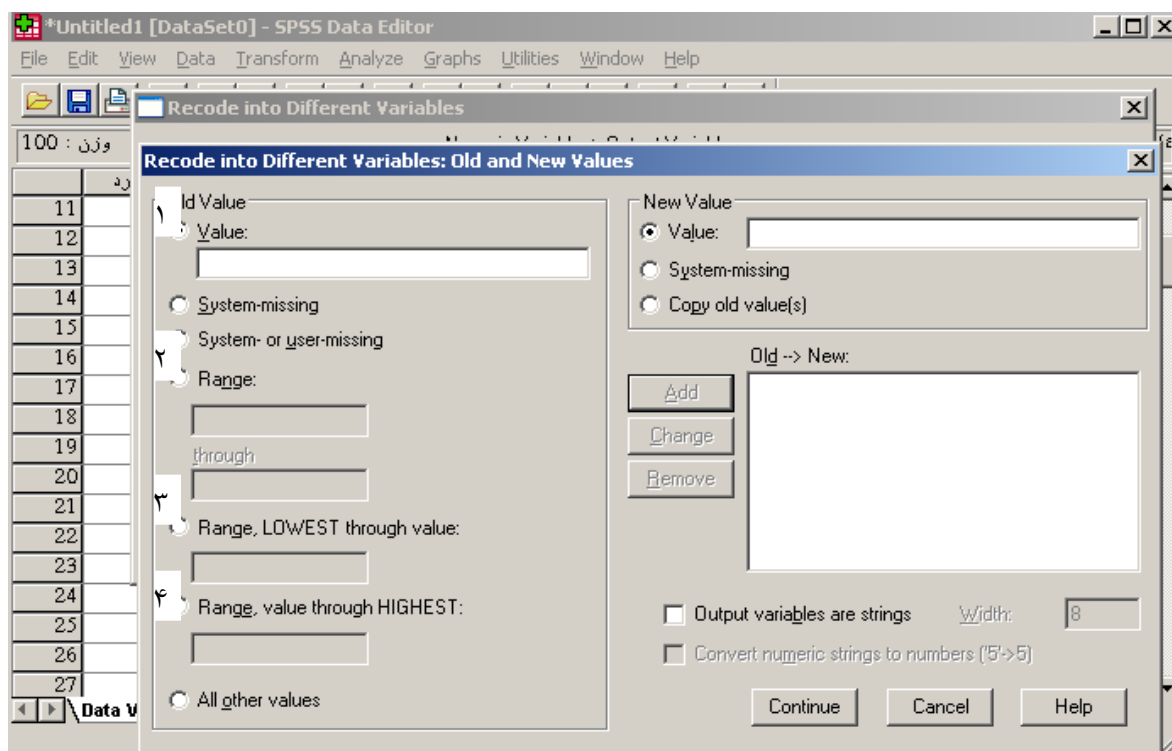 *Untitled1 [DataSet0] - SPSS Data Editor
File Edit View Data Transform Analyze Graphs Utilities Window Help
Recode into Different Variables
100 : وزن
Recode into Different Variables: Old and New Values
11
12
13
14
15
16
17
18
19
20
21
22
23
24
25
26
27
Data V
۱
ld Value
Value:
System-missing
System- or user-missing
۲
Range:
through
۳
Range, LOWEST through value:
۴
Range, value through HIGHEST:
All other values
New Value
Value:
System-missing
Copy old value(s)
Old --> New:
Add
Change
Remove
Output variables are strings Width: 8
Convert numeric strings to numbers ('5'->5)
Continue Cancel Help